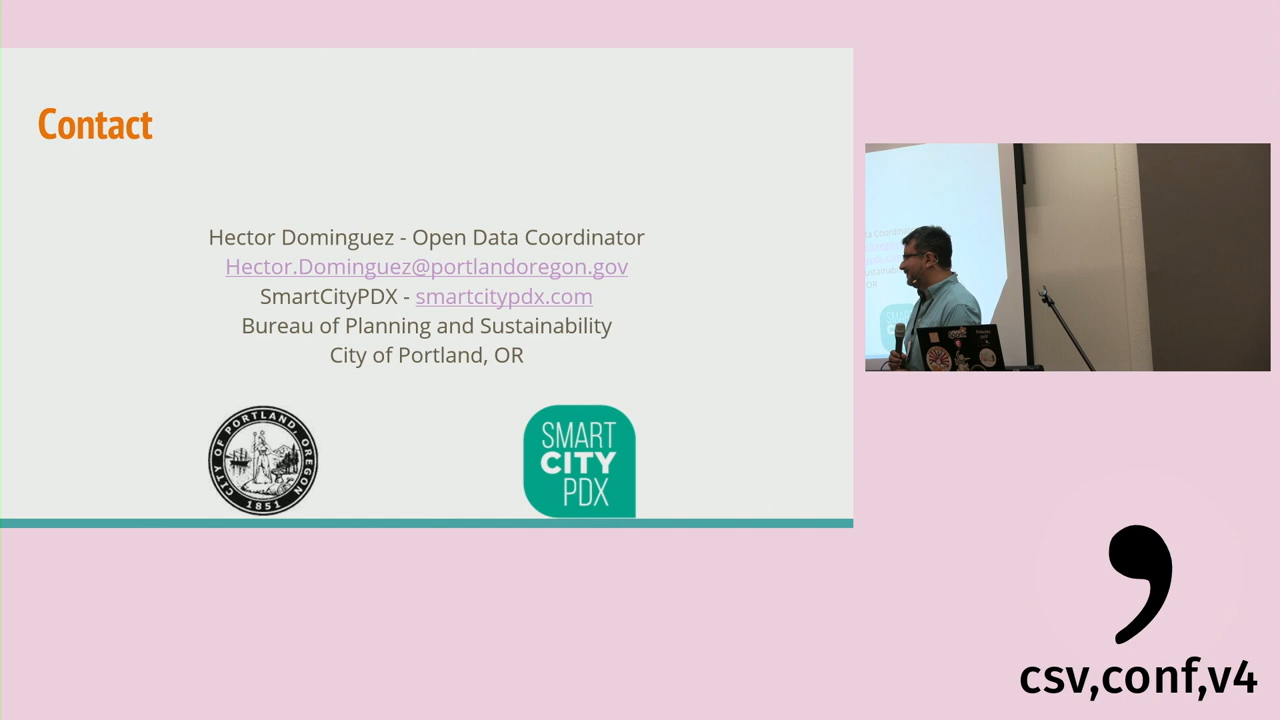 Contact
Hector Dominguez - Open Data Coordinator
Hector.Dominguez@portlandoregon.gov
SmartCityPDX - smartcitypdx.com
Bureau of Planning and Sustainability
City of Portland, OR
CITY OF PORTLAND, OREGON
1851
SMART
CITY
PDX
csv,conf,v4